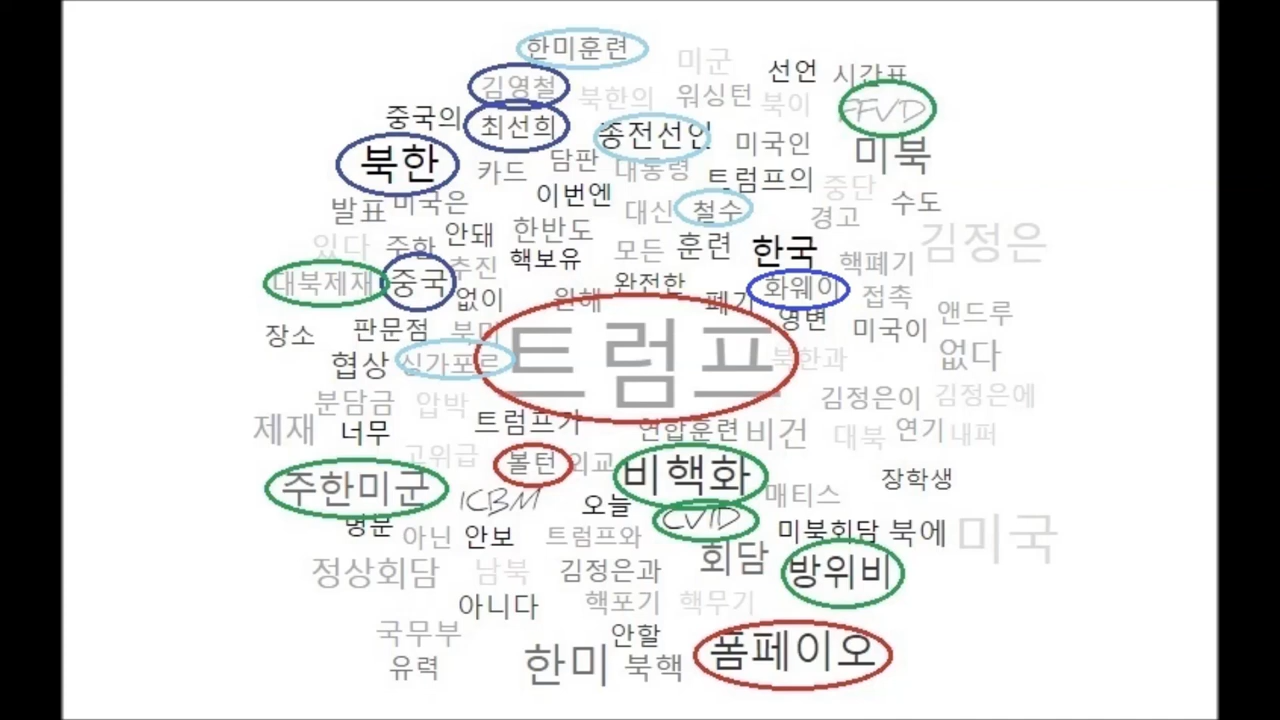 한미훈련
미군 선언 시간표
김영철 북한의 워싱턴 북이 FFVD
중국의 최선희 종전선언 미국인 미북
북한 카드 담판 대통령 트럼프의 중단
발표 미국은 이번엔 대신 철수 경고 수도
있다 주한 안돼 한반도 모든 훈련 한국 김정은
대북제재 중국 추진 핵보유 완전한 화웨이 핵폐기
없이 위해 폐기 영변 접촉 앤드루
장소 판문점 북미 트럼프 미국이
협상 싱가포르 북한과 없다
분담금 압박 김정은이 김정은에
제재 너무 트럼프가 연합훈련 비건 대북 연기 내퍼
고위급 볼턴 외교 비핵화 장학생
주한미군 ICBM 오늘 매티스
명분 아닌 안보 트럼프와 CVID 미북회담 북에 미국
정상회담 남북 김정은과 회담 방위비
아니다 핵포기 핵무기
국무부 안할
유력 한미 북핵 폼페이오